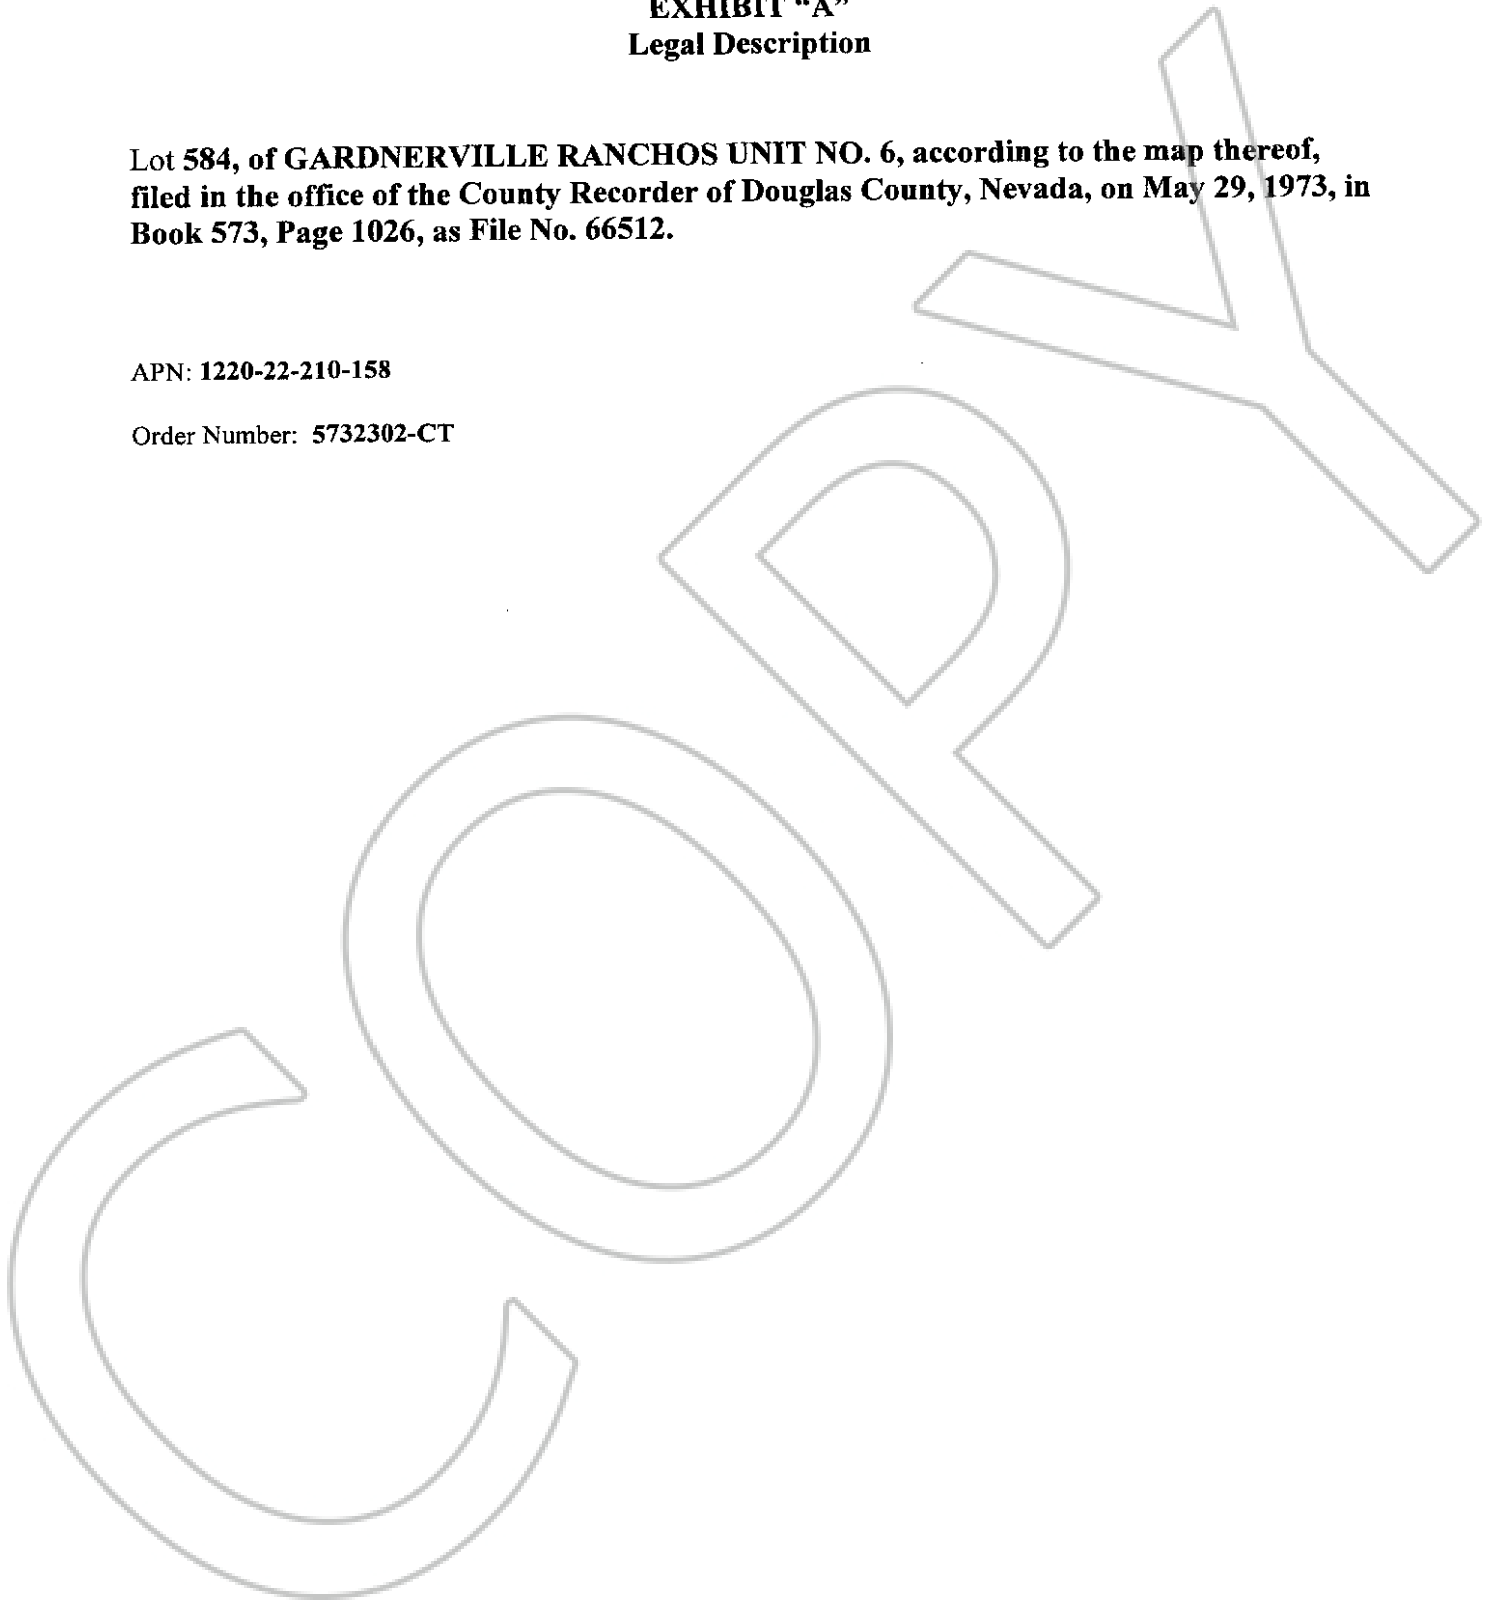 EXHIBIT “A”
Legal Description
Lot 584, of GARDNERVILLE RANCHOS UNIT NO. 6, according to the map thereof,
filed in the office of the County Recorder of Douglas County, Nevada, on May 29, 1973, in
Book 573, Page 1026, as File No. 66512.
APN: 1220-22-210-158
Order Number: 5732302-CT
COPY